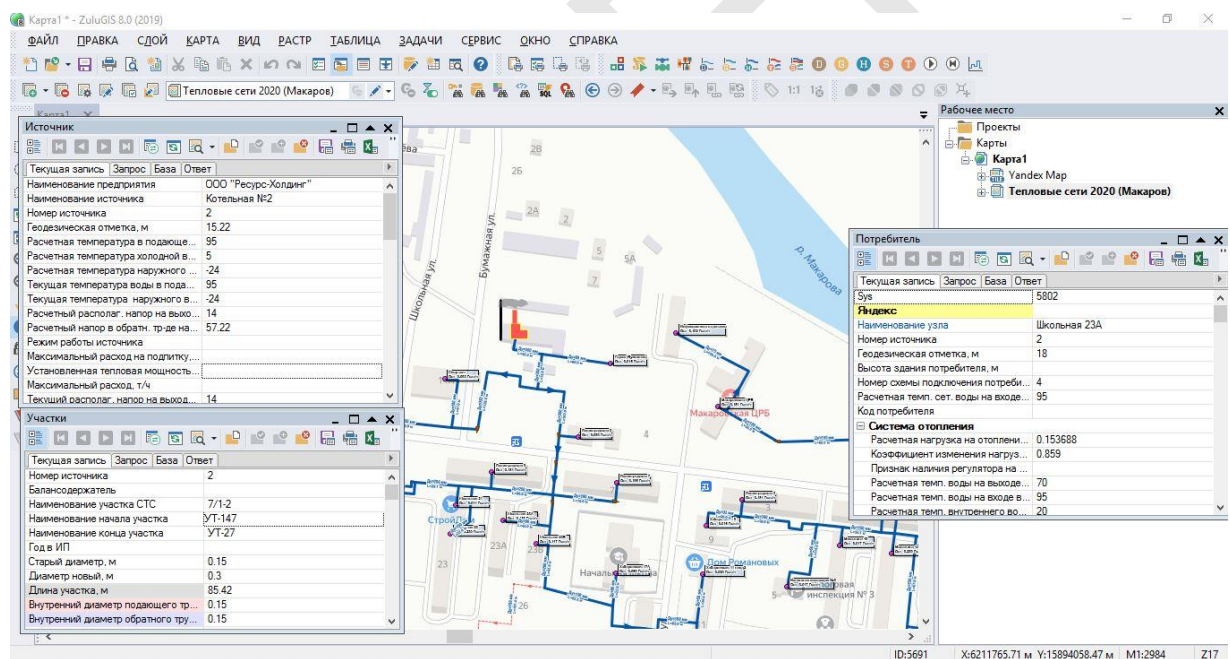 Карта1 * - ZuluGIS 8.0 (2019)
ФАЙЛ ПРАВКА СЛОЙ КАРТА ВИД РАСТР ТАБЛИЦА ЗАДАЧИ СЕРВИС ОКНО СПРАВКА
Тепловые сети 2020 (Макаров)
1:1
Карта1
Источник
Текущая запись Запрос База Ответ
Наименование предприятия ООО "Ресурс-Холдинг"
Наименование источника Котельная №2
Номер источника 2
Геодезическая отметка, м 15.22
Расчетная температура в подающе... 95
Расчетная температура холодной в... 5
Расчетная температура наружного ... -24
Текущая температура воды в пода... 95
Текущая температура наружного в... -24
Расчетный располаг. напор на выхо... 14
Расчетный напор в обратн. тр-де на... 57.22
Режим работы источника
Максимальный расход на подпитку,...
Установленная тепловая мощность...
Максимальный расход, т/ч
Текущий располаг. напор на выход... 14
Участки
Текущая запись Запрос База Ответ
Номер источника 2
Балансодержатель
Наименование участка СТС 7/1-2
Наименование начала участка УТ-147
Наименование конца участка УТ-27
Год в ИП
Старый диаметр, м 0.15
Диаметр новый, м 0.3
Длина участка, м 85.42
Внутренний диаметр подающего тр... 0.15
Внутренний диаметр обратного тру... 0.15
2В
26
2А
2
5
5А
7
Школьная ул.
Бумажная ул.
р. Макарова
Макаровская ЦРБ
4
3
9
СтройДом
23А
23Б
23
26
Дом Романовых
5
инспекция № 3
Рабочее место
Проекты
Карты
Карта1
Yandex Map
Тепловые сети 2020 (Макаров)
Потребитель
Текущая запись Запрос База Ответ
Sys 5802
Яндекс
Наименование узла Школьная 23А
Номер источника 2
Геодезическая отметка, м 18
Высота здания потребителя, м
Номер схемы подключения потреби... 4
Расчетная темп. сет. воды на входе... 95
Код потребителя
Система отопления
Расчетная нагрузка на отоплени... 0.153688
Коэффициент изменения нагруз... 0.859
Признак наличия регулятора на ...
Расчетная темп. воды на выходе... 70
Расчетная темп. воды на входе в... 95
Расчетная темп. внутреннего во... 20
ID:5691 X:6211765.71 м Y:15894058.47 м М1:2984 Z17